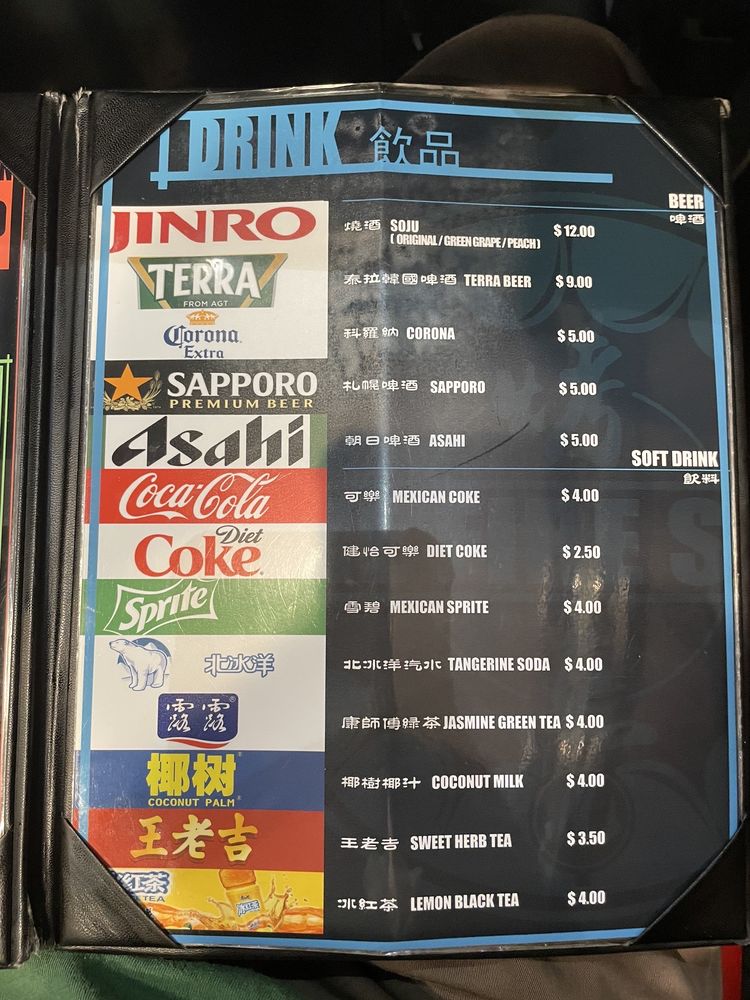 DRINK 飲品
BEER
啤酒
JINRO
燒酒 SOJU $12.00
( ORIGINAL / GREEN GRAPE / PEACH )
TERRA
FROM AGT
泰拉韓國啤酒 TERRA BEER $9.00
Corona
Extra
科羅納 CORONA $5.00
SAPPORO
PREMIUM BEER
札幌啤酒 SAPPORO $5.00
Asahi
朝日啤酒 ASAHI $5.00
SOFT DRINK
飲料
Coca-Cola
可樂 MEXICAN COKE $4.00
Diet
Coke
健怡可樂 DIET COKE $2.50
Sprite
雪碧 MEXICAN SPRITE $4.00
北冰洋
北冰洋汽水 TANGERINE SODA $4.00
露露
康師傅綠茶 JASMINE GREEN TEA $4.00
椰树
COCONUT PALM
椰樹椰汁 COCONUT MILK $4.00
王老吉
王老吉 SWEET HERB TEA $3.50
红茶
TEA
冰紅茶 LEMON BLACK TEA $4.00